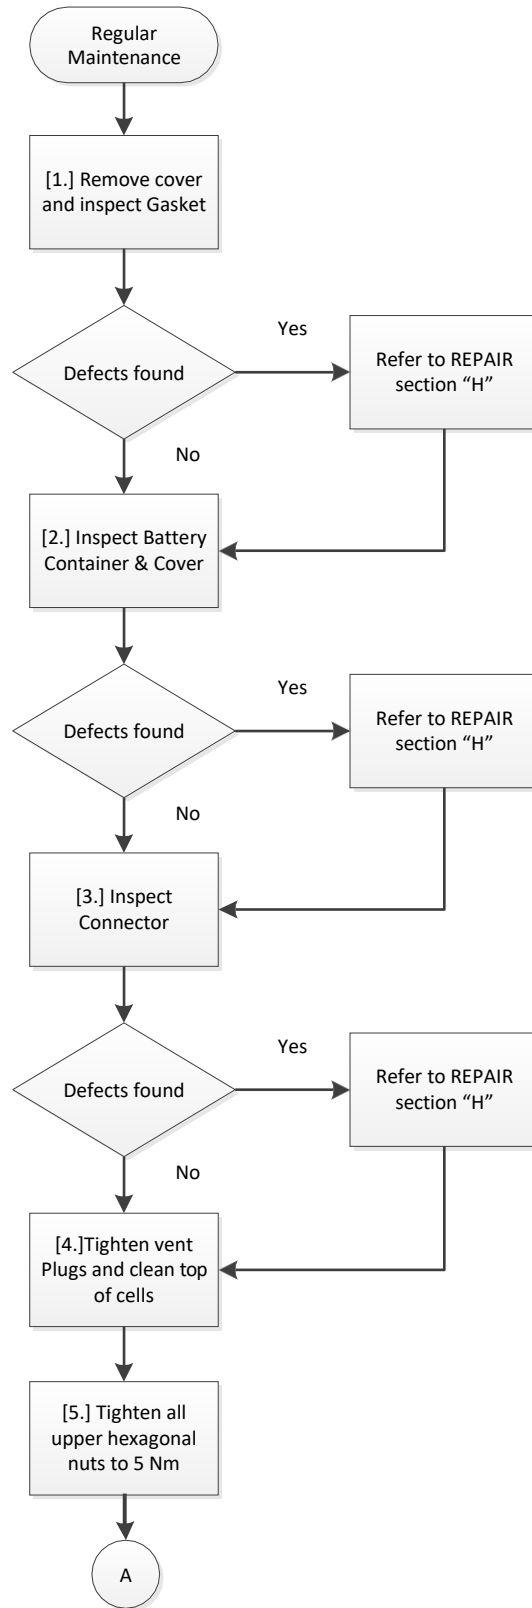 Regular
Maintenance
[1.] Remove cover
and inspect Gasket
Defects found
Yes
Refer to REPAIR
section “H”
No
[2.] Inspect Battery
Container & Cover
Defects found
Yes
Refer to REPAIR
section “H”
No
[3.] Inspect
Connector
Defects found
Yes
Refer to REPAIR
section “H”
No
[4.]Tighten vent
Plugs and clean top
of cells
[5.] Tighten all
upper hexagonal
nuts to 5 Nm
A